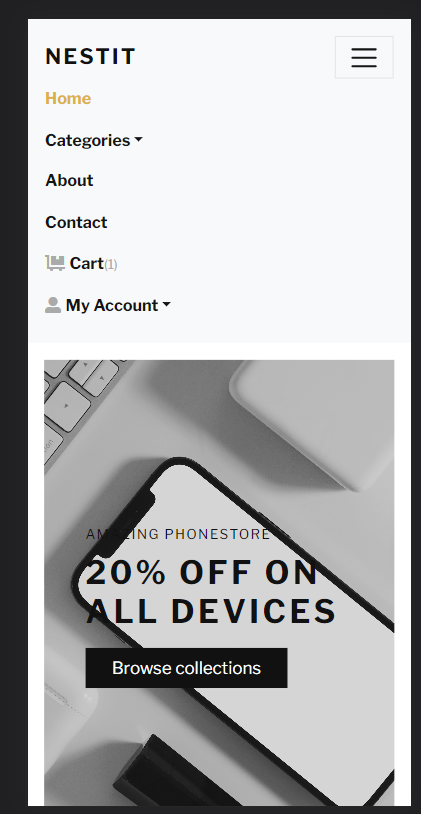 NESTIT
Home
Categories
About
Contact
Cart(1)
My Account
AMAZING PHONESTORE
20% OFF ON
ALL DEVICES
Browse collections